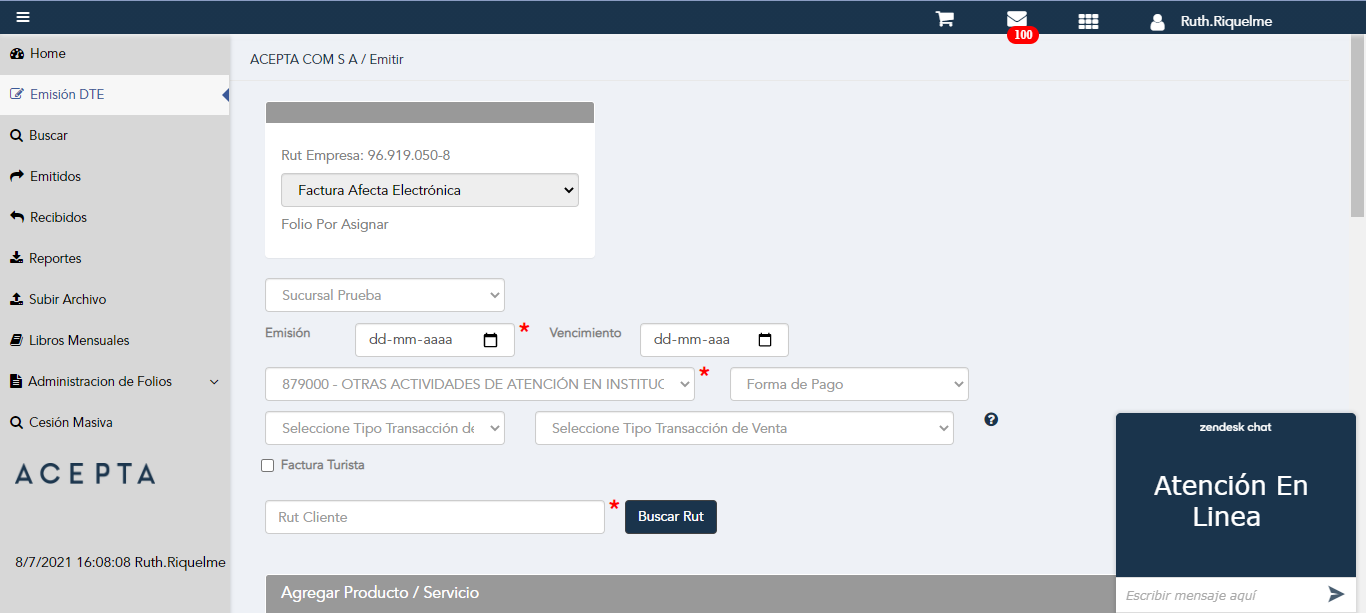 100
Ruth.Riquelme
Home
Emisión DTE
Buscar
Emitidos
Recibidos
Reportes
Subir Archivo
Libros Mensuales
Administracion de Folios
Cesión Masiva
ACEPTA
8/7/2021 16:08:08 Ruth.Riquelme
ACEPTA COM S A / Emitir
Rut Empresa: 96.919.050-8
Factura Afecta Electrónica
Folio Por Asignar
Sucursal Prueba
Emisión dd-mm-aaaa * Vencimiento dd-mm-aaa
879000 - OTRAS ACTIVIDADES DE ATENCIÓN EN INSTITUC * Forma de Pago
Seleccione Tipo Transacción de Seleccione Tipo Transacción de Venta ?
Factura Turista
Rut Cliente * Buscar Rut
Agregar Producto / Servicio
zendesk chat
Atención En
Linea
Escribir mensaje aquí